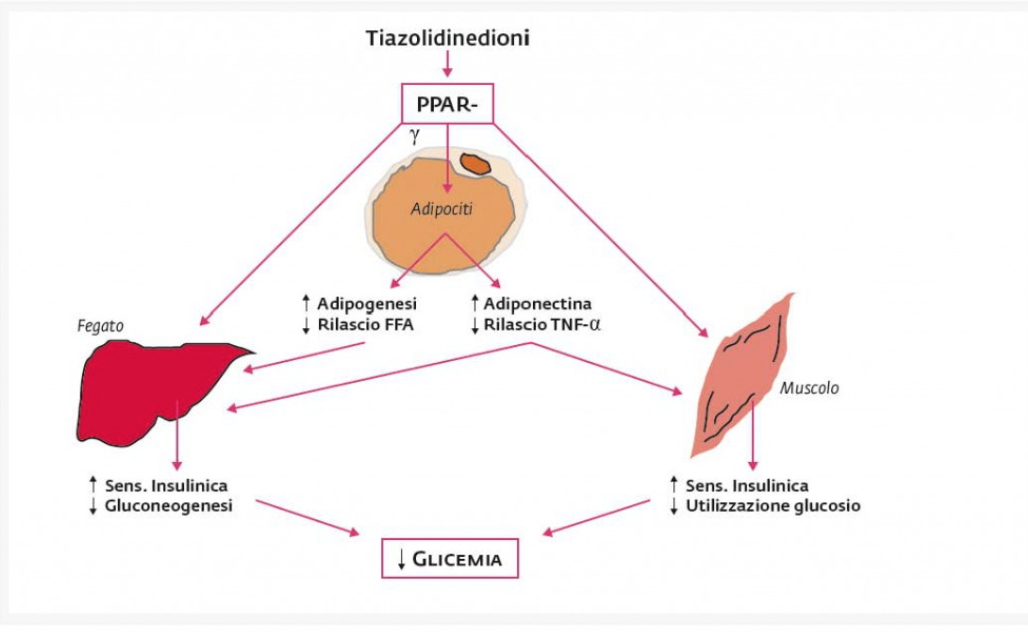 Tiazolidinedioni
PPAR-
γ
Adipociti
↑ Adipogenesi
↓ Rilascio FFA
↑ Adiponectina
↓ Rilascio TNF-α
Fegato
Muscolo
↑ Sens. Insulinica
↓ Gluconeogenesi
↑ Sens. Insulinica
↓ Utilizzazione glucosio
↓ GLICEMIA